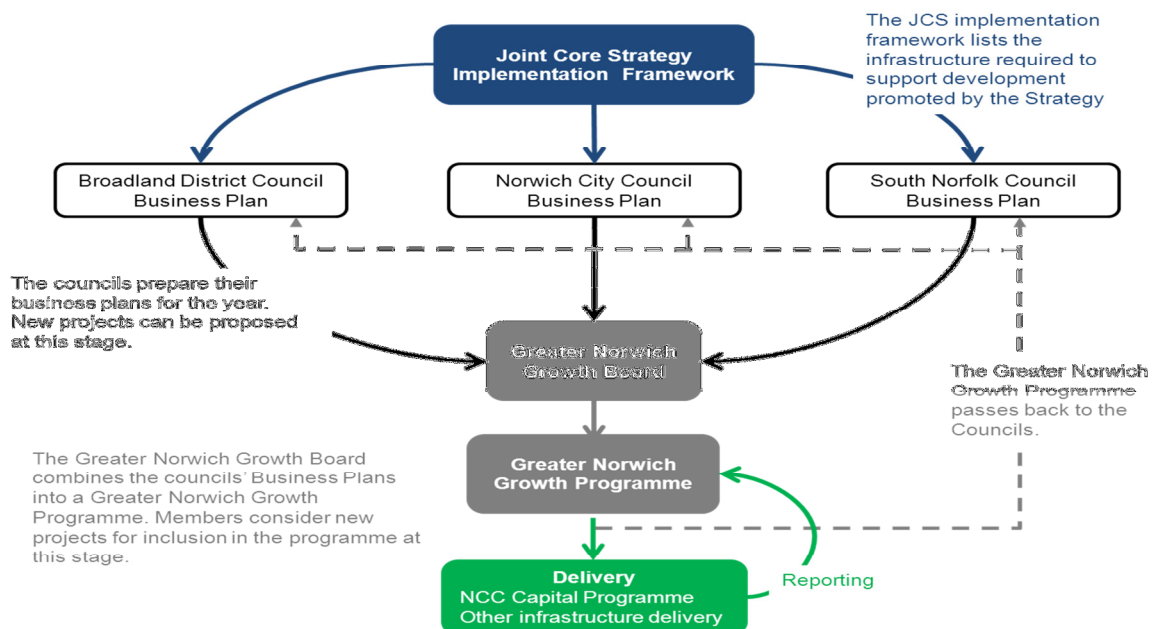 Joint Core Strategy
Implementation Framework
The JCS implementation
framework lists the
infrastructure required to
support development
promoted by the Strategy
Broadland District Council
Business Plan
Norwich City Council
Business Plan
South Norfolk Council
Business Plan
The councils prepare their
business plans for the year.
New projects can be proposed
at this stage.
Greater Norwich
Growth Board
The Greater Norwich
Growth Programme
passes back to the
Councils.
The Greater Norwich Growth Board
combines the councils' Business Plans
into a Greater Norwich Growth
Programme. Members consider new
projects for inclusion in the programme at
this stage.
Greater Norwich
Growth Programme
Delivery
NCC Capital Programme
Other infrastructure delivery
Reporting